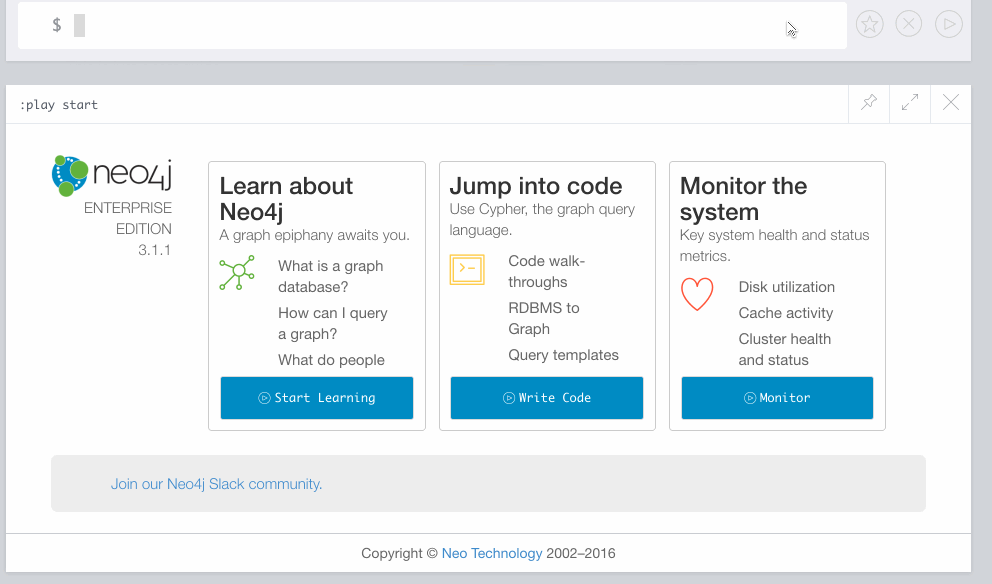 $
:play start
neo4j
ENTERPRISE
EDITION
3.1.1
Learn about
Neo4j
A graph epiphany awaits you.
What is a graph
database?
How can I query
a graph?
What do people
Start Learning
Jump into code
Use Cypher, the graph query
language.
Code walk-
throughs
RDBMS to
Graph
Query templates
Write Code
Monitor the
system
Key system health and status
metrics.
Disk utilization
Cache activity
Cluster health
and status
Monitor
Join our Neo4j Slack community.
Copyright © Neo Technology 2002–2016